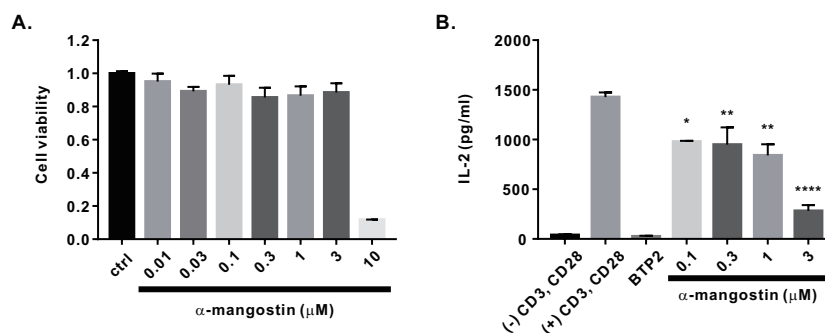 A.
Cell viability
1.2
1.0
0.8
0.6
0.4
0.2
0.0
ctrl
0.01
0.03
0.1
0.3
1
3
10
α-mangostin (μM)
B.
IL-2 (pg/ml)
2000
1500
1000
500
0
*
**
**
****
(-) CD3, CD28
(+) CD3, CD28
BTP2
0.1
0.3
1
3
α-mangostin (μM)